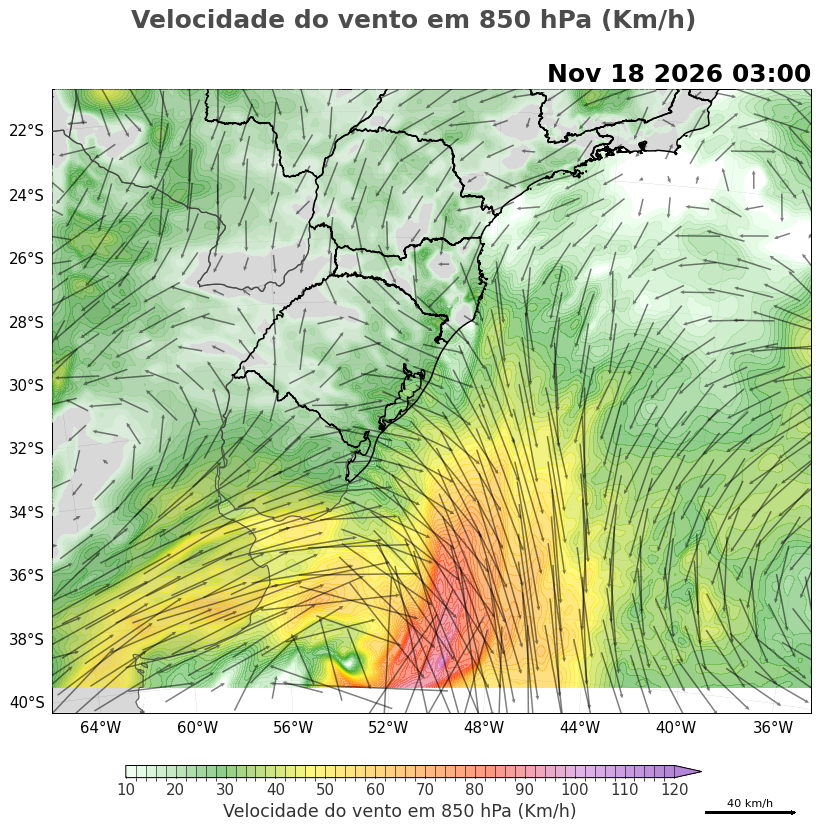 Velocidade do vento em 850 hPa (Km/h)
Nov 18 2026 03:00
22°S
24°S
26°S
28°S
30°S
32°S
34°S
36°S
38°S
40°S
64°W 60°W 56°W 52°W 48°W 44°W 40°W 36°W
10 20 30 40 50 60 70 80 90 100 110 120
Velocidade do vento em 850 hPa (Km/h)
40 km/h